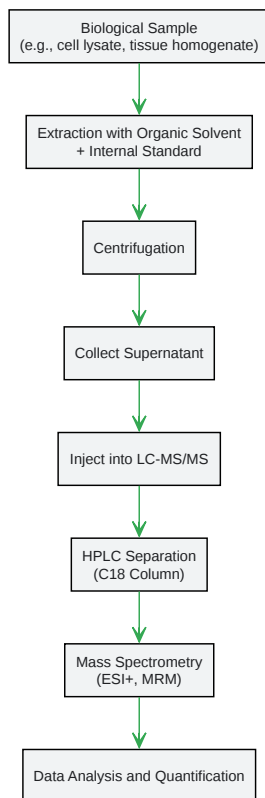 Biological Sample
(e.g., cell lysate, tissue homogenate)
Extraction with Organic Solvent
+ Internal Standard
Centrifugation
Collect Supernatant
Inject into LC-MS/MS
HPLC Separation
(C18 Column)
Mass Spectrometry
(ESI+, MRM)
Data Analysis and Quantification